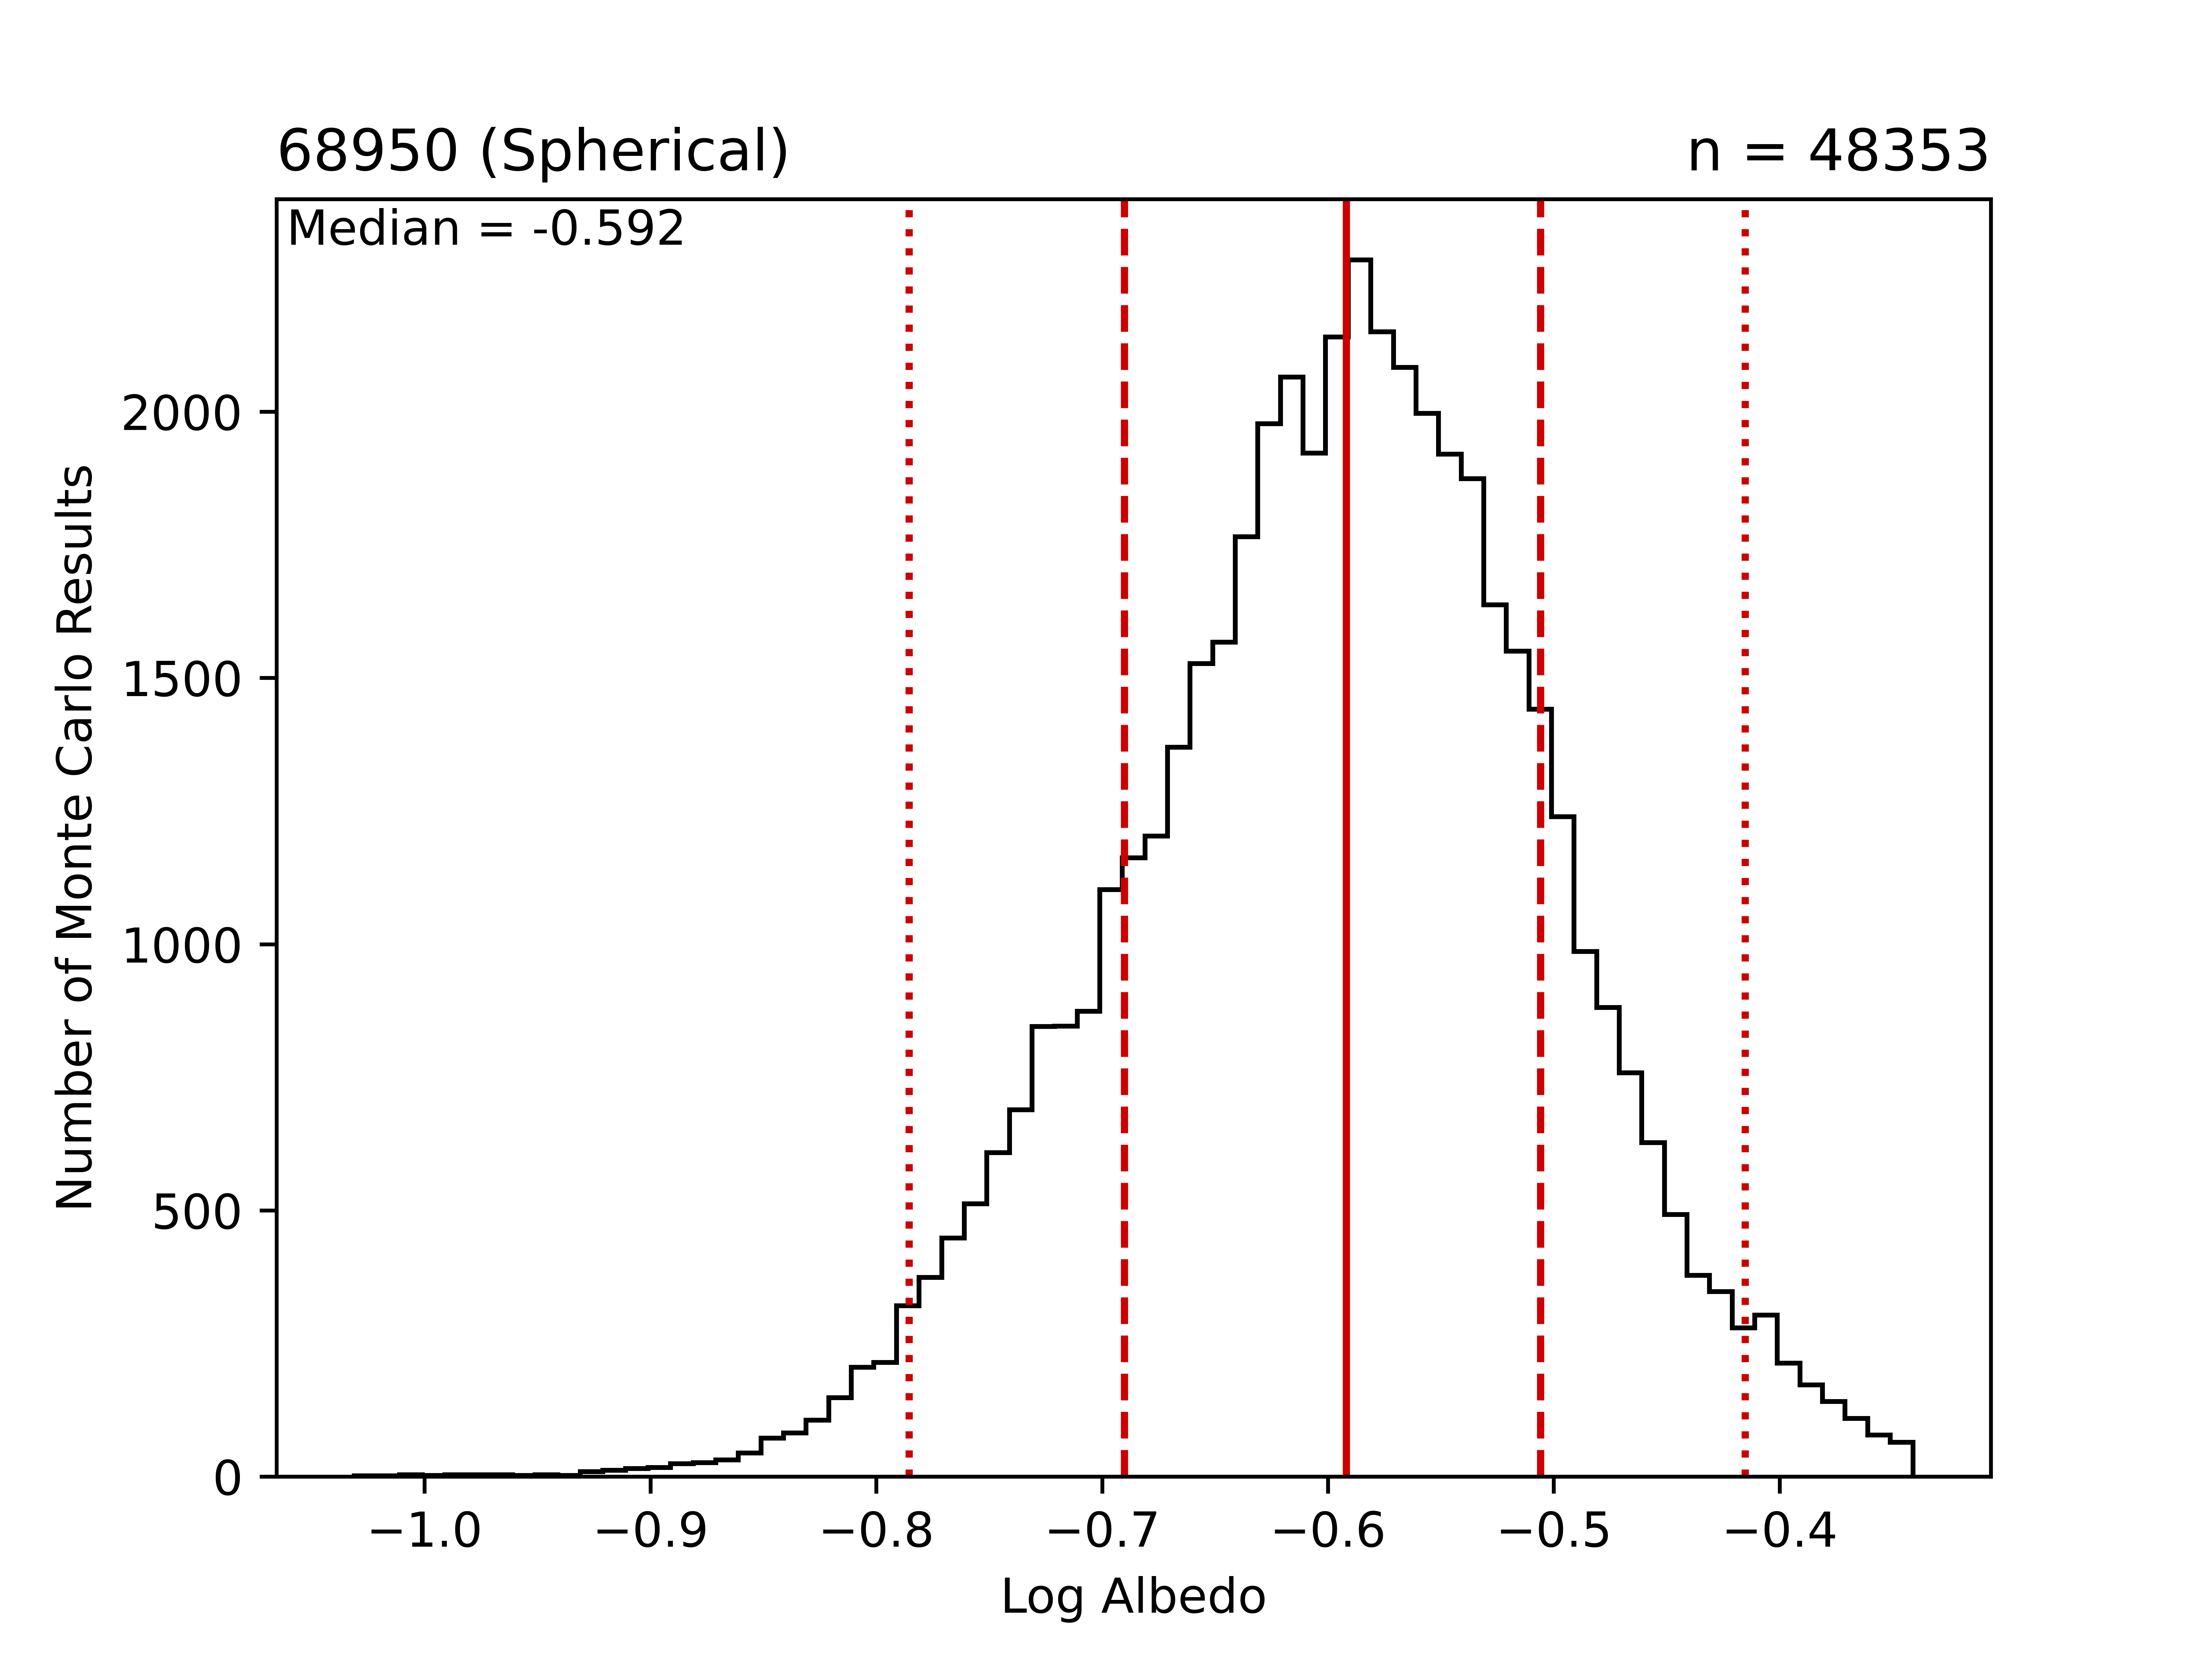 68950 (Spherical)
n = 48353
Median = -0.592
Number of Monte Carlo Results
2000
1500
1000
500
0
−1.0
−0.9
−0.8
−0.7
−0.6
−0.5
−0.4
Log Albedo